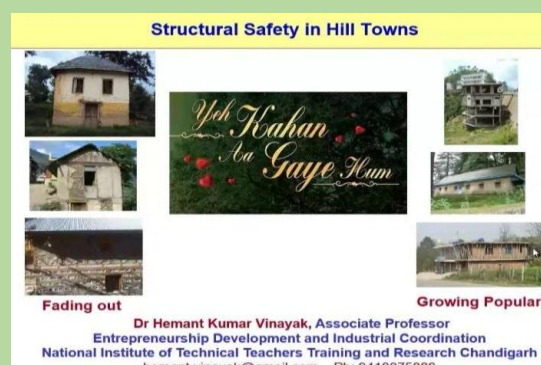 Structural Safety in Hill Towns
Yeh Kahan
Aa Gaye Hum
Fading out
Growing Popular
Dr Hemant Kumar Vinayak, Associate Professor
Entrepreneurship Development and Industrial Coordination
National Institute of Technical Teachers Training and Research Chandigarh